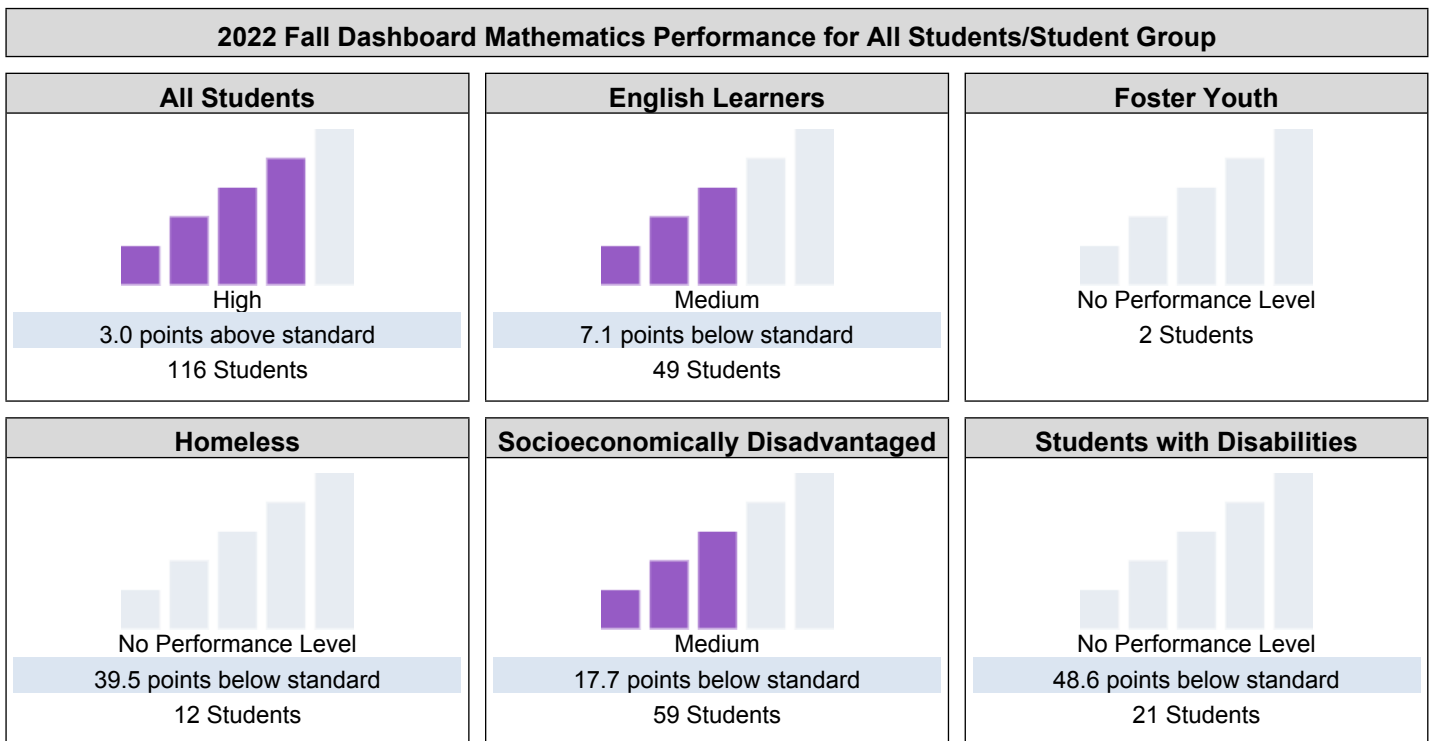 2022 Fall Dashboard Mathematics Performance for All Students/Student Group
All Students
High
3.0 points above standard
116 Students
English Learners
Medium
7.1 points below standard
49 Students
Foster Youth
No Performance Level
2 Students
Homeless
No Performance Level
39.5 points below standard
12 Students
Socioeconomically Disadvantaged
Medium
17.7 points below standard
59 Students
Students with Disabilities
No Performance Level
48.6 points below standard
21 Students